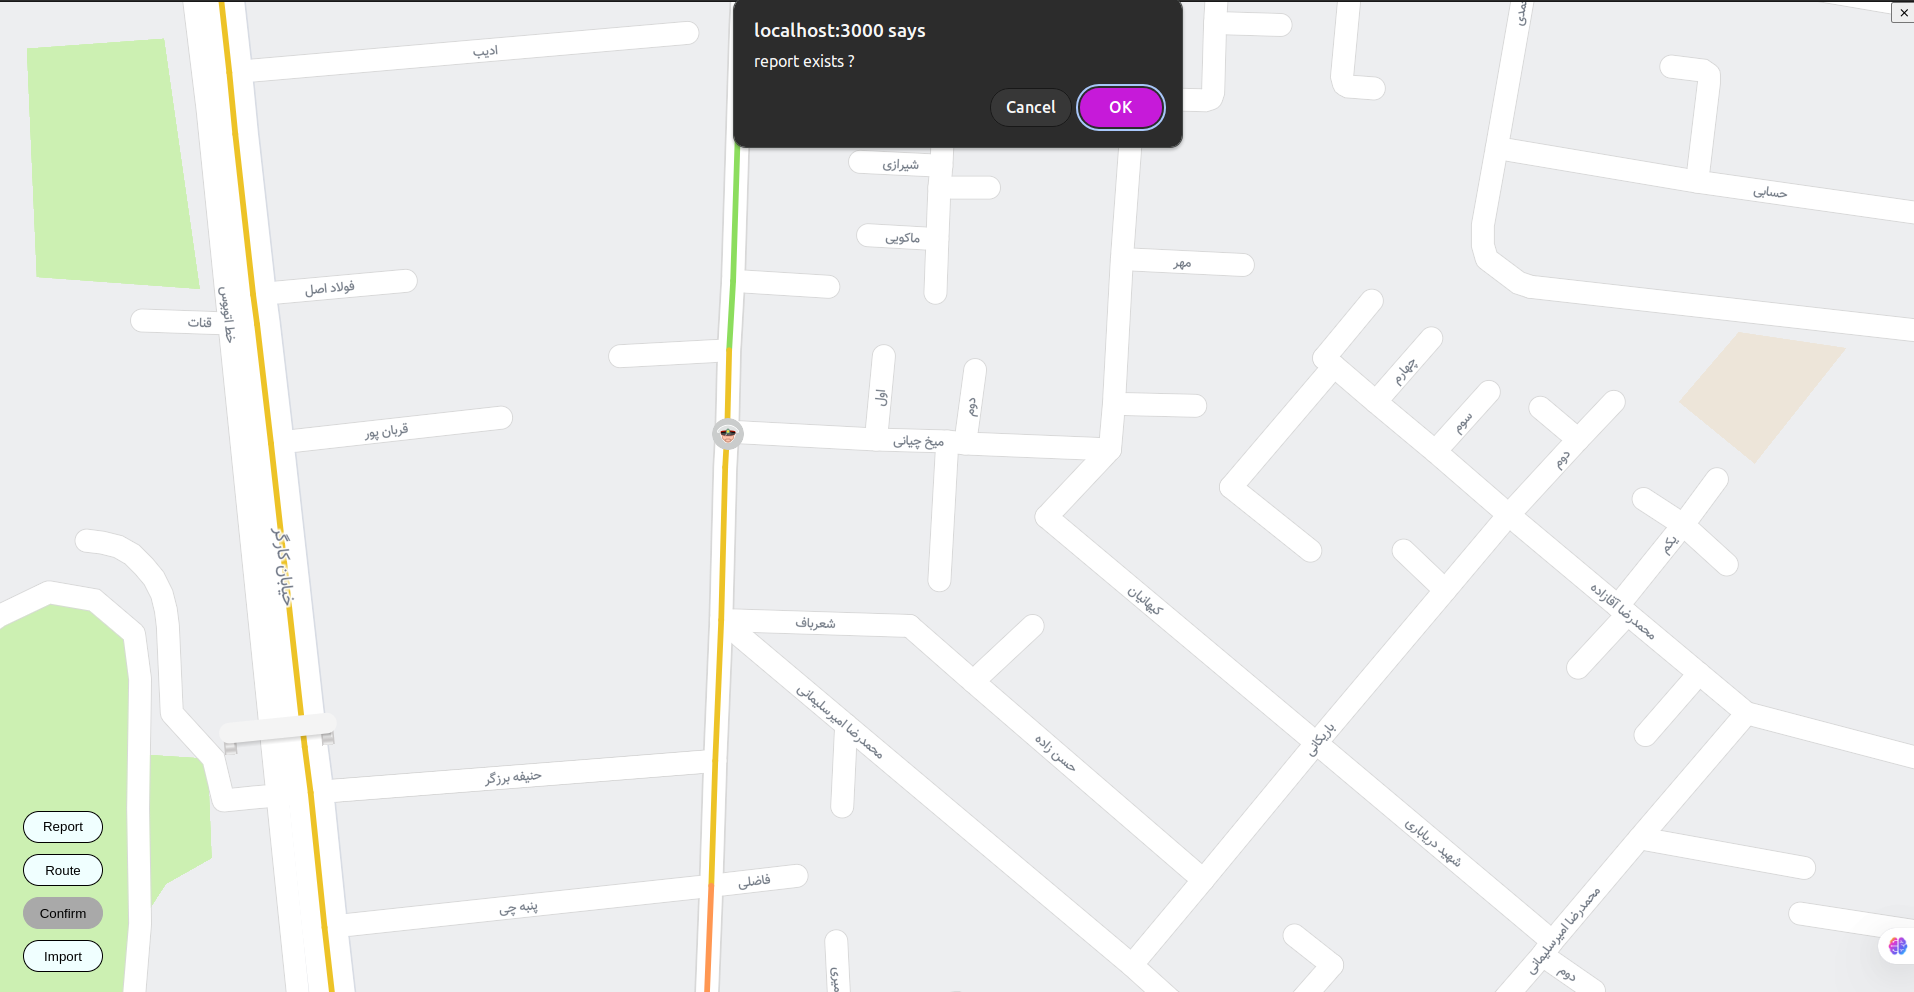 localhost:3000 says
report exists ?
Cancel
OK
×
ادیب
شیرازی
حسابی
ماکویی
مهر
فولاد اصل
خط اتوبوس
قنات
چهارم
اول
دوم
سوم
قربان پور
میخ چیانی
دوم
یکم
خیابان کارگر
کیهانیان
محمدرضا آقازاده
شعرباف
محمدرضا امیرسلیمانی
حسن زاده
باریکانی
حنیفه برزگر
Report
شهید دریاباری
Route
فاضلی
پنبه چی
Confirm
محمدرضا امیرسلیمانی
Import
دوم